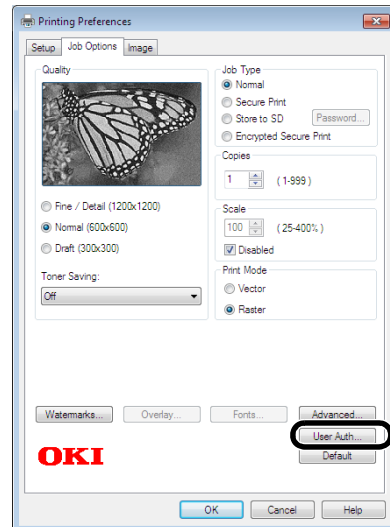 Printing Preferences
Setup Job Options Image
Quality
Fine / Detail (1200x1200)
Normal (600x600)
Draft (300x300)
Toner Saving:
Off
Job Type
Normal
Secure Print
Store to SD Password...
Encrypted Secure Print
Copies
1 (1-999)
Scale
100 (25-400%)
Disabled
Print Mode
Vector
Raster
Watermarks... Overlay... Fonts... Advanced...
User Auth...
OKI Default
OK Cancel Help